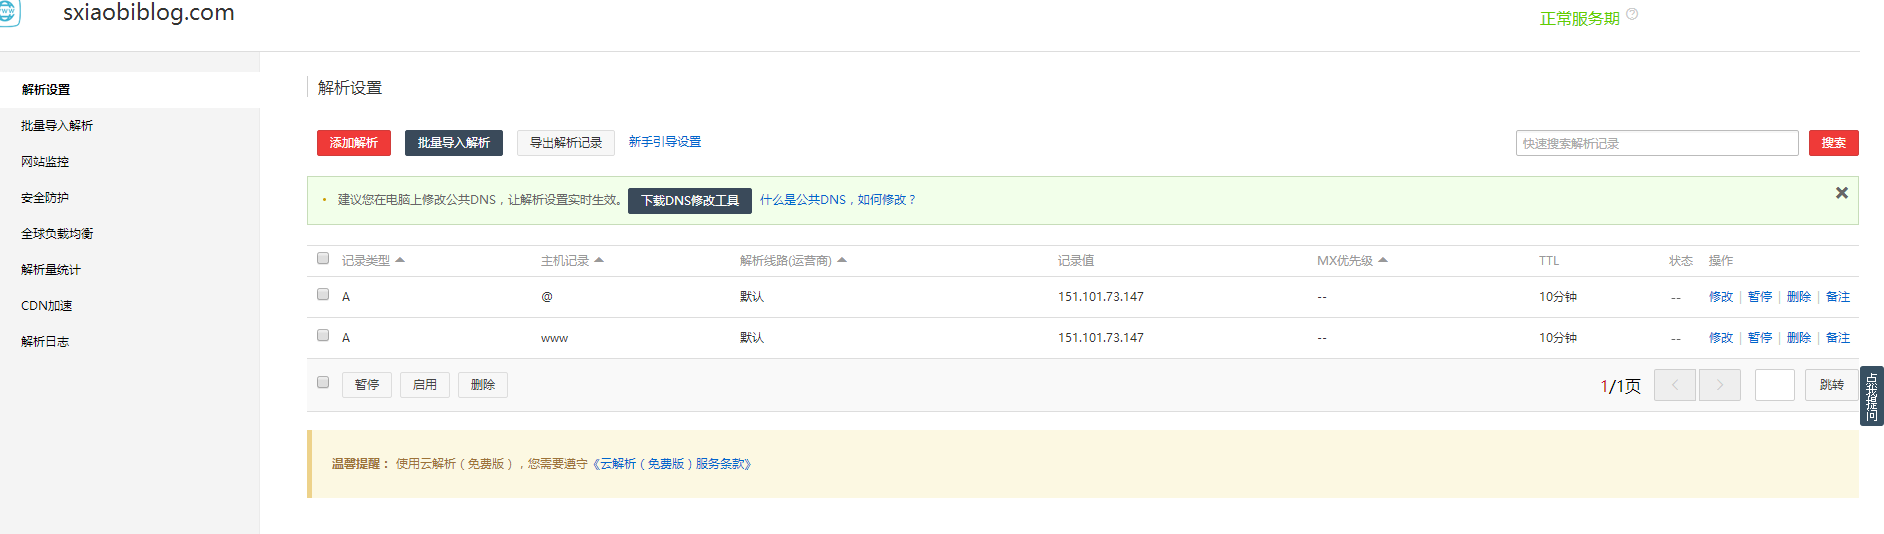 sxiaobiblog.com
正常服务期
解析设置
批量导入解析
网站监控
安全防护
全球负载均衡
解析量统计
CDN加速
解析日志
解析设置
添加解析 批量导入解析 导出解析记录 新手引导设置 快速搜索解析记录 搜索
建议您在电脑上修改公共DNS，让解析设置实时生效。 下载DNS修改工具 什么是公共DNS，如何修改？
记录类型 主机记录 解析线路(运营商) 记录值 MX优先级 TTL 状态 操作
A @ 默认 151.101.73.147 -- 10分钟 -- 修改 | 暂停 | 删除 | 备注
A www 默认 151.101.73.147 -- 10分钟 -- 修改 | 暂停 | 删除 | 备注
暂停 启用 删除 1/1页 跳转
点我提问
温馨提醒： 使用云解析（免费版），您需要遵守《云解析（免费版）服务条款》